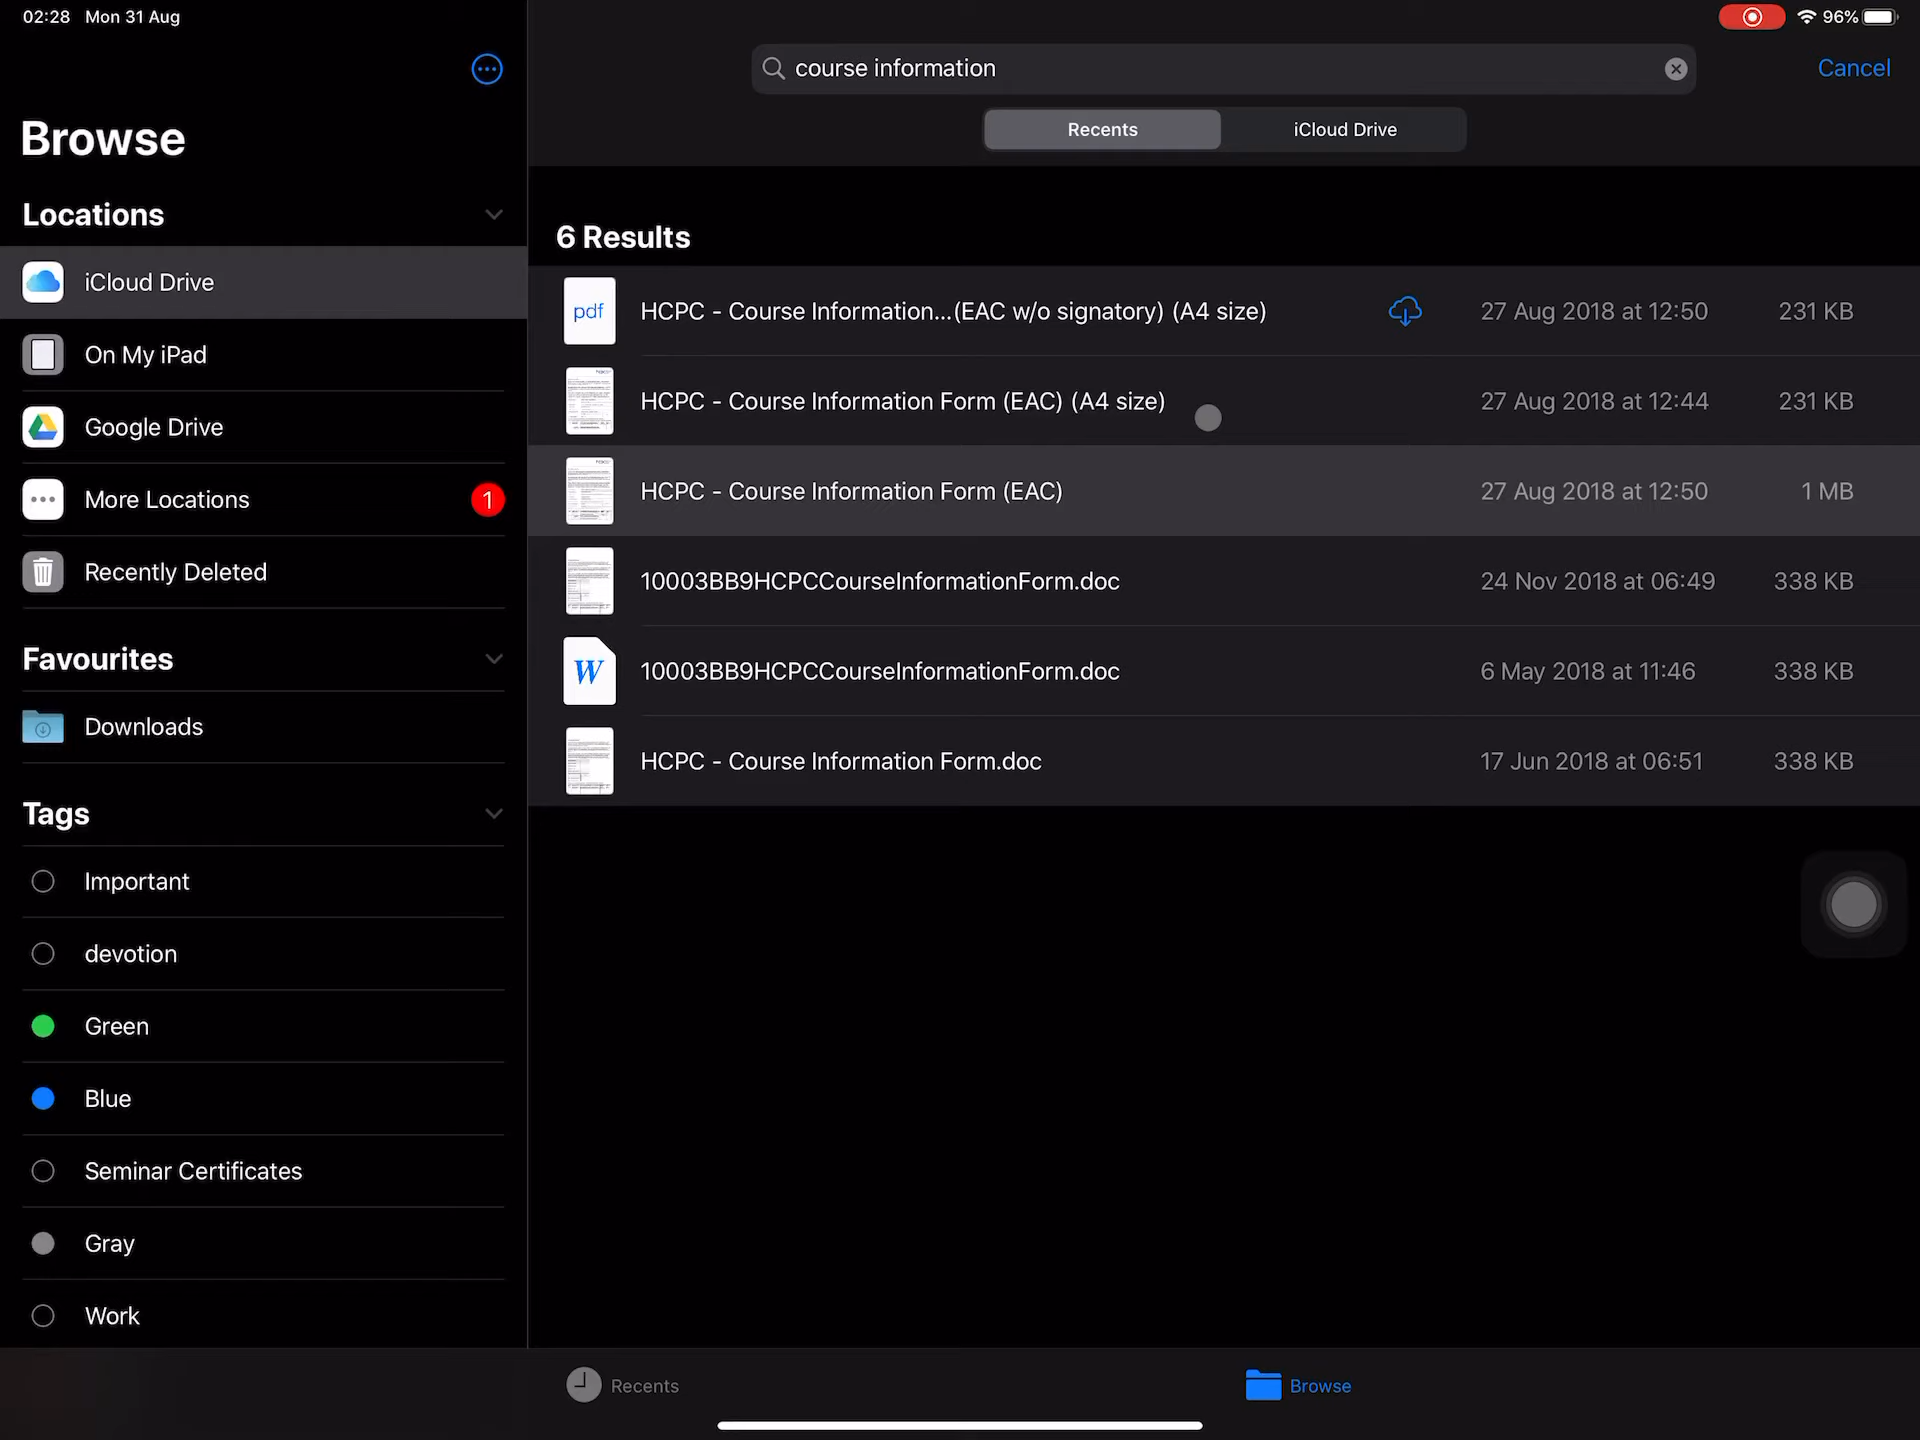 02:28 Mon 31 Aug
96%
Browse
Locations
iCloud Drive
On My iPad
Google Drive
More Locations 1
Recently Deleted
Favourites
Downloads
Tags
Important
devotion
Green
Blue
Seminar Certificates
Gray
Work
course information
Cancel
Recents iCloud Drive
6 Results
pdf HCPC - Course Information...(EAC w/o signatory) (A4 size) 27 Aug 2018 at 12:50 231 KB
HCPC - Course Information Form (EAC) (A4 size) 27 Aug 2018 at 12:44 231 KB
HCPC - Course Information Form (EAC) 27 Aug 2018 at 12:50 1 MB
10003BB9HCPCCourseInformationForm.doc 24 Nov 2018 at 06:49 338 KB
W 10003BB9HCPCCourseInformationForm.doc 6 May 2018 at 11:46 338 KB
HCPC - Course Information Form.doc 17 Jun 2018 at 06:51 338 KB
Recents Browse